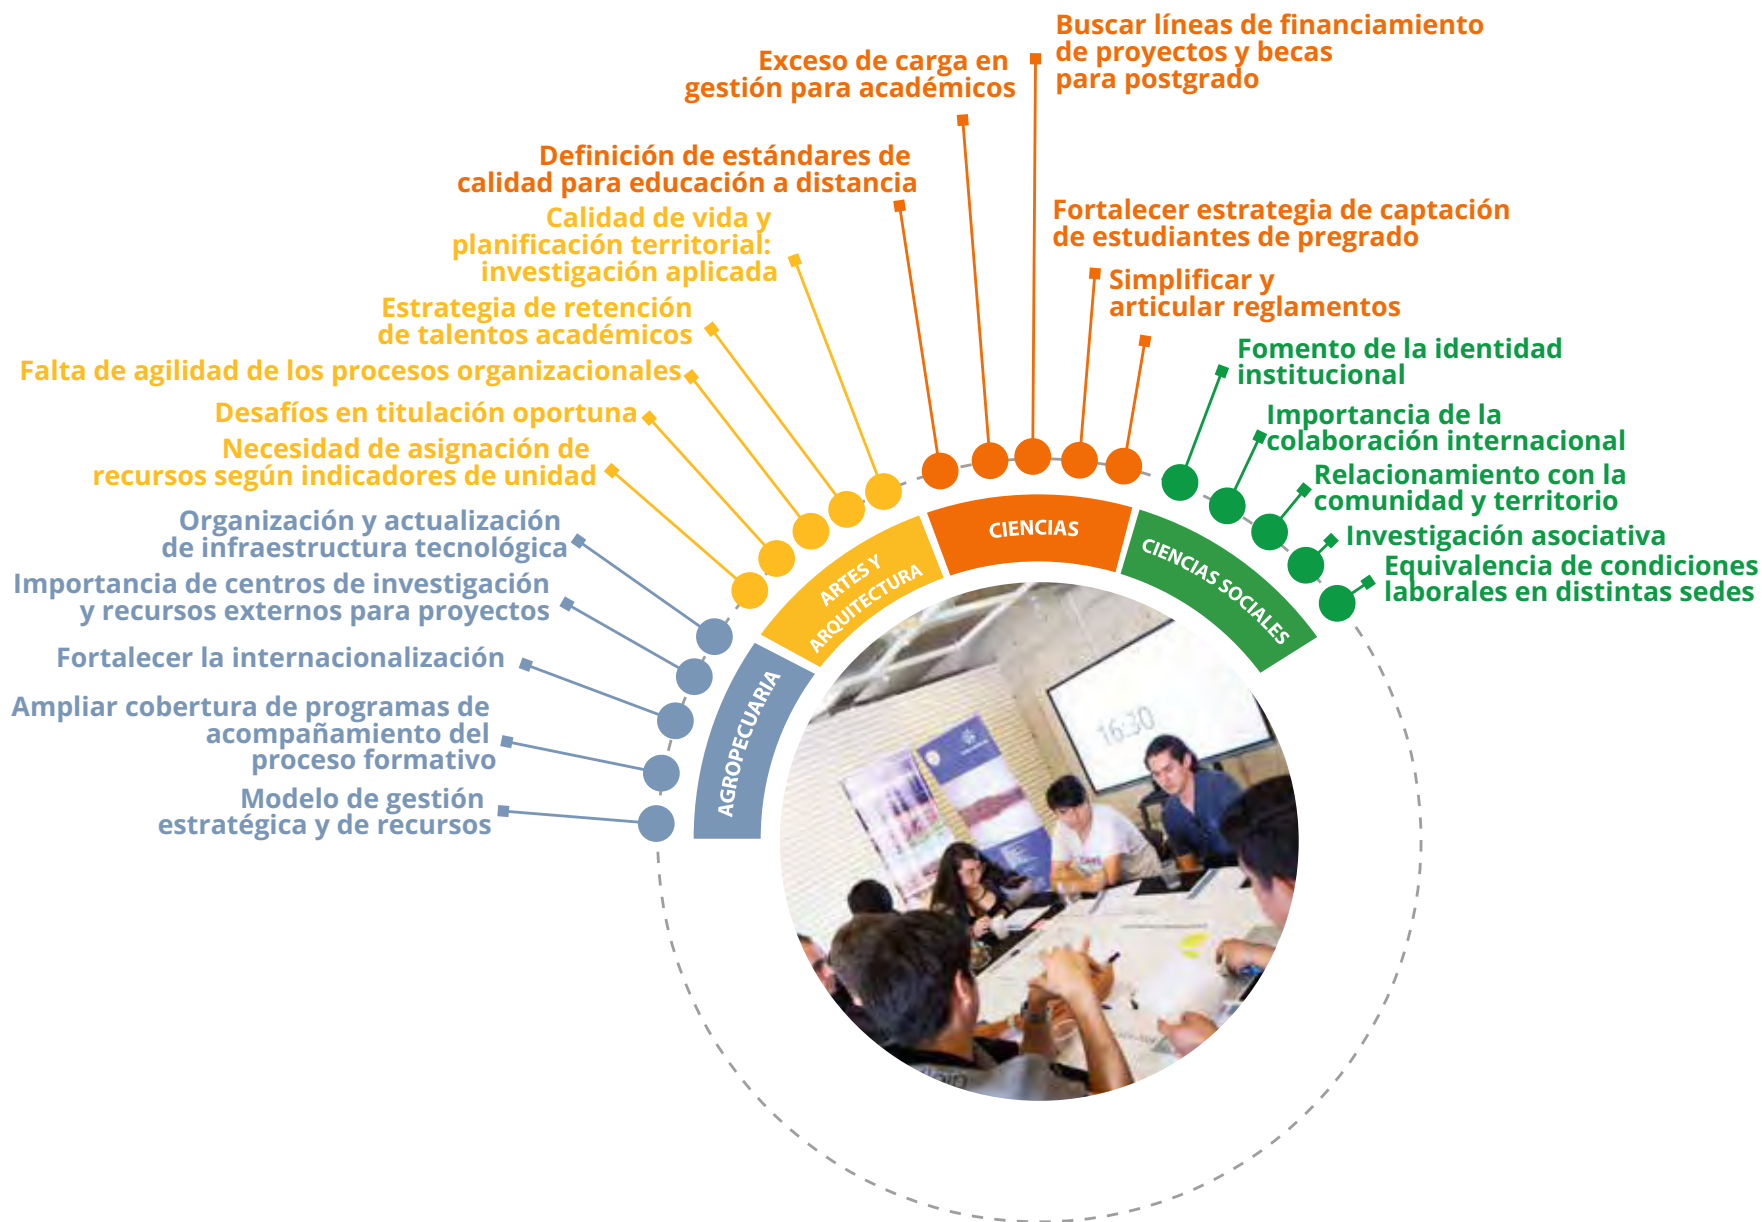 Buscar líneas de financiamiento
de proyectos y becas
para postgrado
Exceso de carga en
gestión para académicos
Definición de estándares de
calidad para educación a distancia
Calidad de vida y
planificación territorial:
investigación aplicada
Estrategia de retención
de talentos académicos
Falta de agilidad de los procesos organizacionales
Desafíos en titulación oportuna
Necesidad de asignación de
recursos según indicadores de unidad
Organización y actualización
de infraestructura tecnológica
Importancia de centros de investigación
y recursos externos para proyectos
Fortalecer la internacionalización
Ampliar cobertura de programas de
acompañamiento del
proceso formativo
Modelo de gestión
estratégica y de recursos
Fortalecer estrategia de captación
de estudiantes de pregrado
Simplificar y
articular reglamentos
Fomento de la identidad
institucional
Importancia de la
colaboración internacional
Relacionamiento con la
comunidad y territorio
Investigación asociativa
Equivalencia de condiciones
laborales en distintas sedes
AGROPECUARIA
ARTES Y
ARQUITECTURA
CIENCIAS
CIENCIAS SOCIALES
16:30